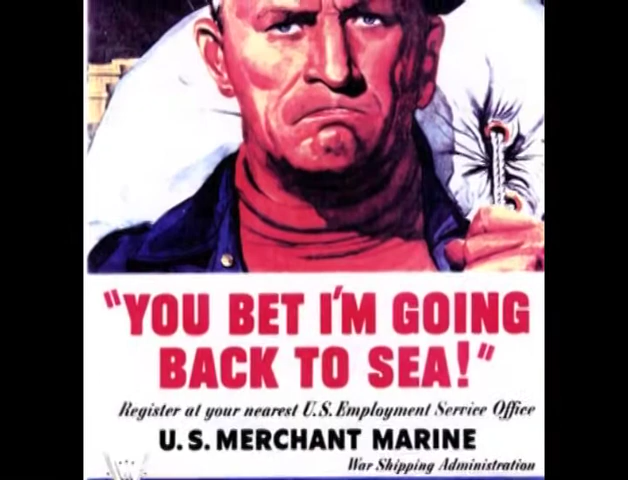 "YOU BET I'M GOING
BACK TO SEA!"
Register at your nearest U.S. Employment Service Office
U.S. MERCHANT MARINE
War Shipping Administration